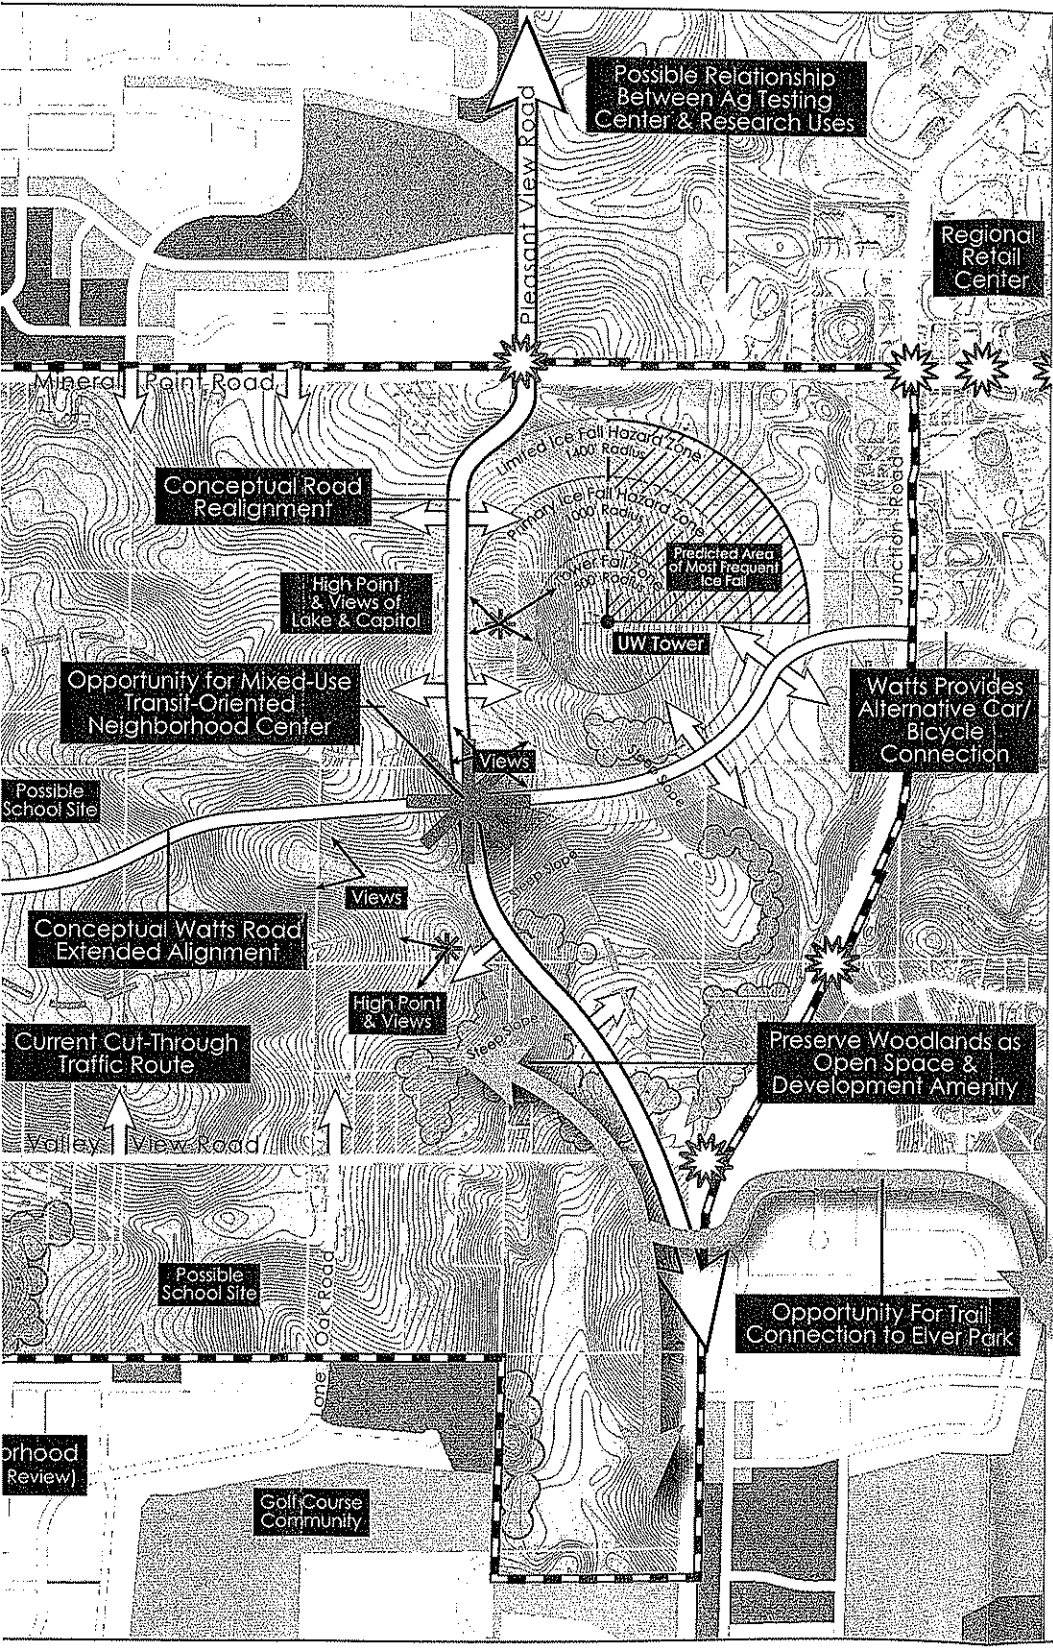 Possible Relationship
Between Ag Testing
Center & Research Uses
Pleasant View Road
Regional
Retail
Center
Mineral Point Road
Limited Ice Fall Hazard Zone
1400' Radius
Conceptual Road
Realignment
Primary Ice Fall Hazard Zone
1000' Radius
Junction Road
Predicted Area
of Most Frequent
Ice Fall
Tower Fall Zone
500' Radius
High Point
& Views of
Lake & Capitol
UW Tower
Opportunity for Mixed-Use
Transit-Oriented
Neighborhood Center
Watts Provides
Alternative Car/
Bicycle
Connection
Views
Steep Slope
Possible
School Site
Steep Slope
Views
Conceptual Watts Road
Extended Alignment
High Point
& Views
Steep Slope
Current Cut-Through
Traffic Route
Preserve Woodlands as
Open Space &
Development Amenity
Valley View Road
Possible
School Site
Opportunity For Trail
Connection to Elver Park
Lane Oak Road
orhood
Review)
Golf Course
Community